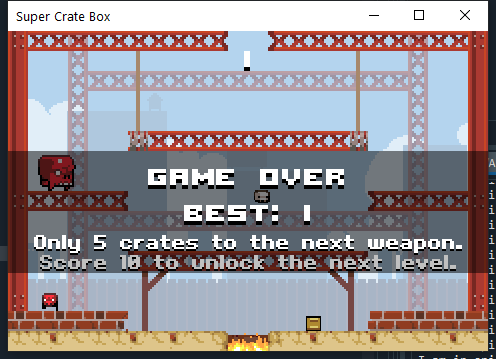 Super Crate Box
1
GAME OVER
BEST: 1
Only 5 crates to the next weapon.
Score 10 to unlock the next level.